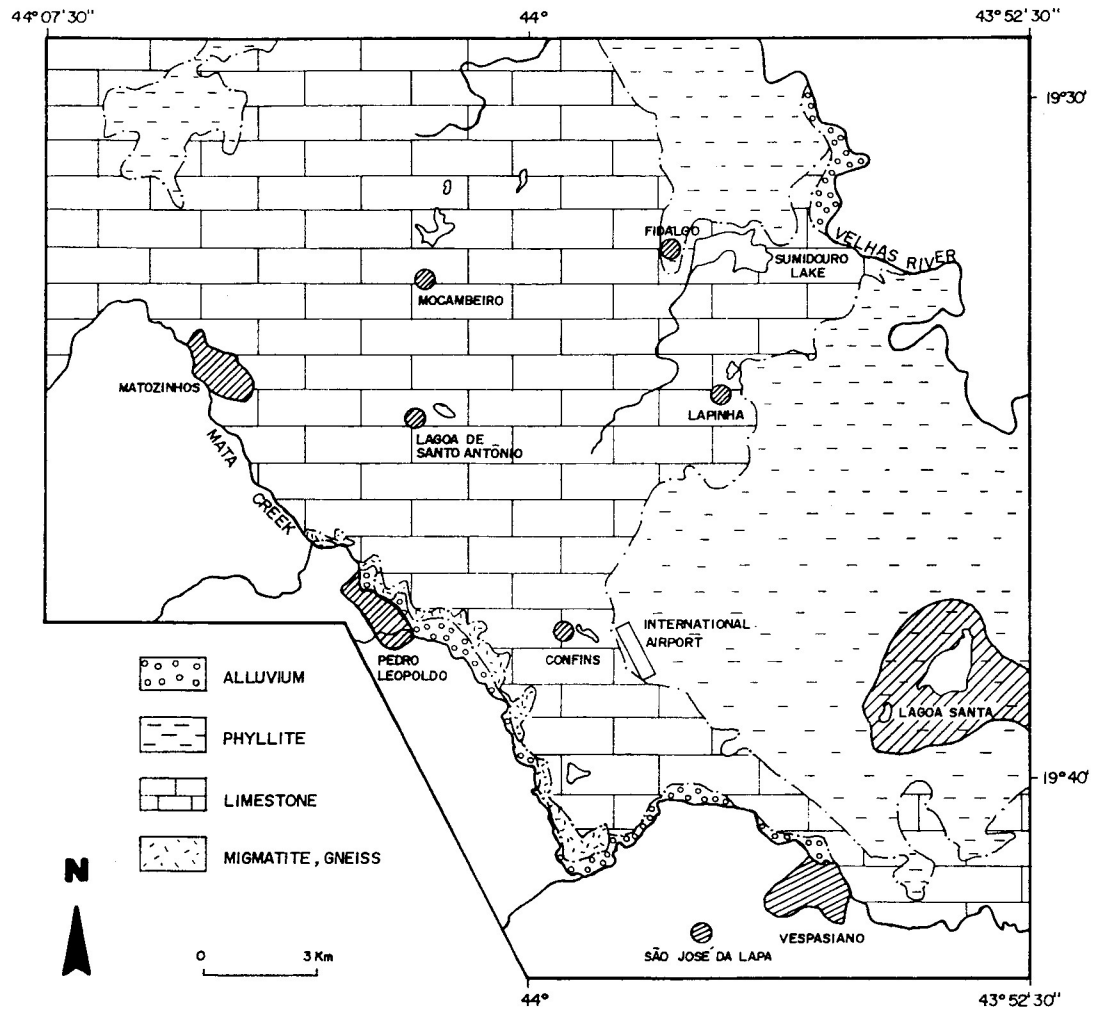 44° 07' 30"
44°
43° 52' 30"
19° 30'
FIDALGO
VELHAS RIVER
SUMIDOURO
LAKE
MOCAMBEIRO
MATOZINHOS
LAPINHA
LAGOA DE
SANTO ANTÔNIO
MATA
CREEK
INTERNATIONAL
AIRPORT
CONFINS
PEDRO
LEOPOLDO
LAGOA SANTA
ALLUVIUM
PHYLLITE
LIMESTONE
MIGMATITE, GNEISS
19° 40'
N
0 3 Km
VESPASIANO
SÃO JOSÉ DA LAPA
44°
43° 52' 30"